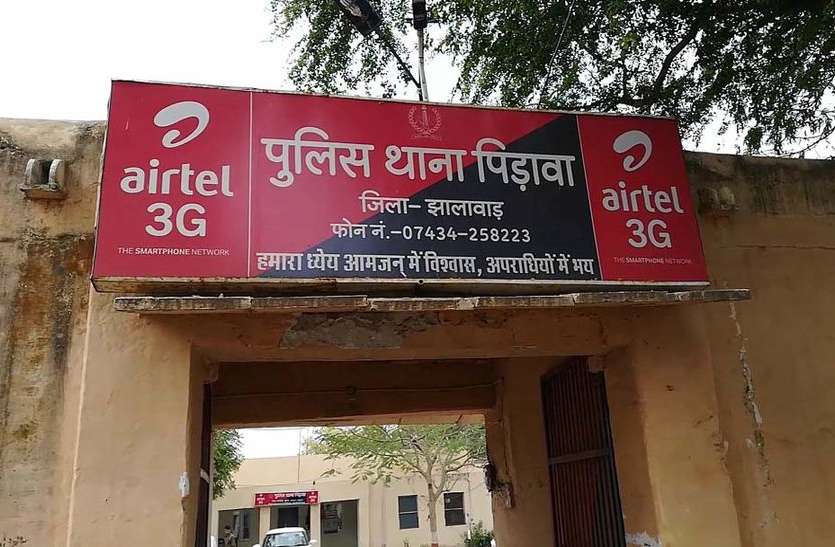 airtel
3G
THE SMARTPHONE NETWORK
पुलिस थाना पिड़ावा
जिला– झालावाड़
फोन नं.–07434–258223
हमारा ध्येय आमजन् में विश्वास, अपराधियों में भय
airtel
3G
THE SMARTPHONE NETWORK
पुलिस थाना पिड़ावा